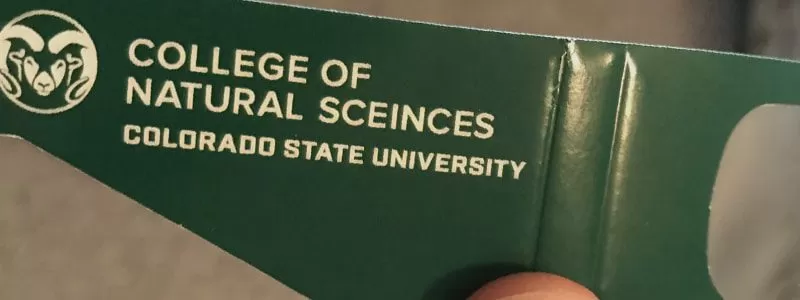 COLLEGE OF
NATURAL SCEINCES
COLORADO STATE UNIVERSITY